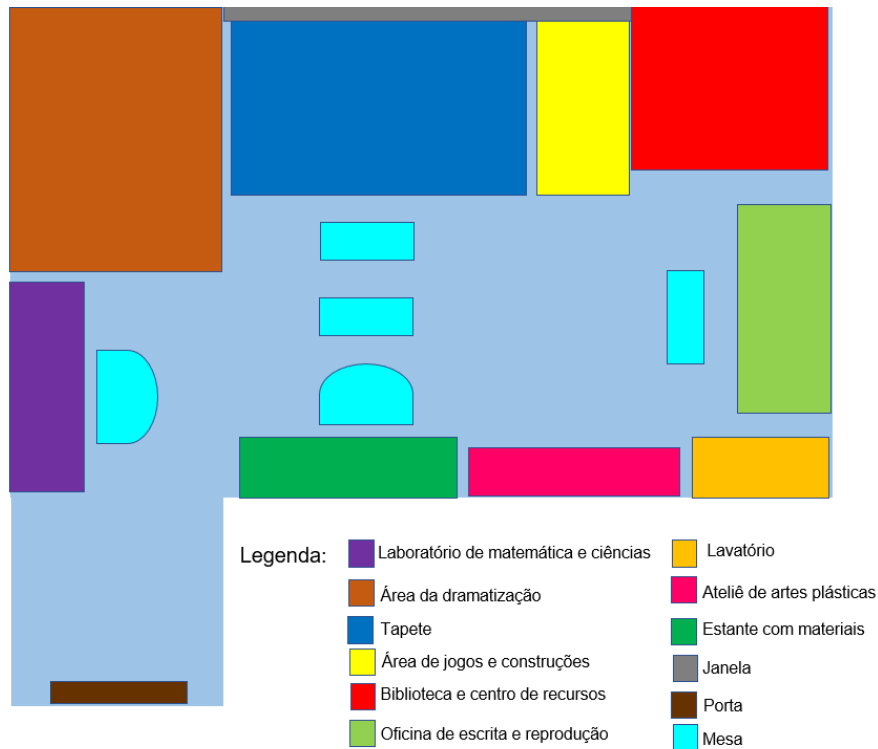 Legenda:
Laboratório de matemática e ciências
Área da dramatização
Tapete
Área de jogos e construções
Biblioteca e centro de recursos
Oficina de escrita e reprodução
Lavatório
Ateliê de artes plásticas
Estante com materiais
Janela
Porta
Mesa